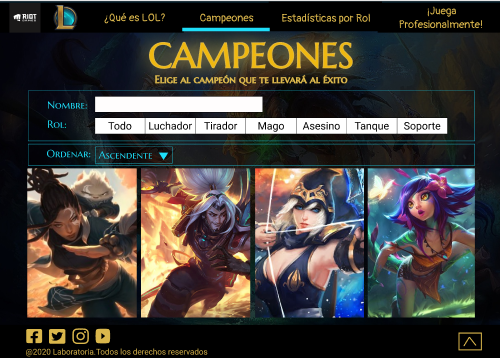 RIOT
L
¿Qué es LOL?
Campeones
Estadísticas por Rol
¡Juega
Profesionalmente!
CAMPEONES
Elige al campeón que te llevará al éxito
Nombre:
Rol:
Todo
Luchador
Tirador
Mago
Asesino
Tanque
Soporte
Ordenar:
Ascendente
@2020 Laboratoria.Todos los derechos reservados